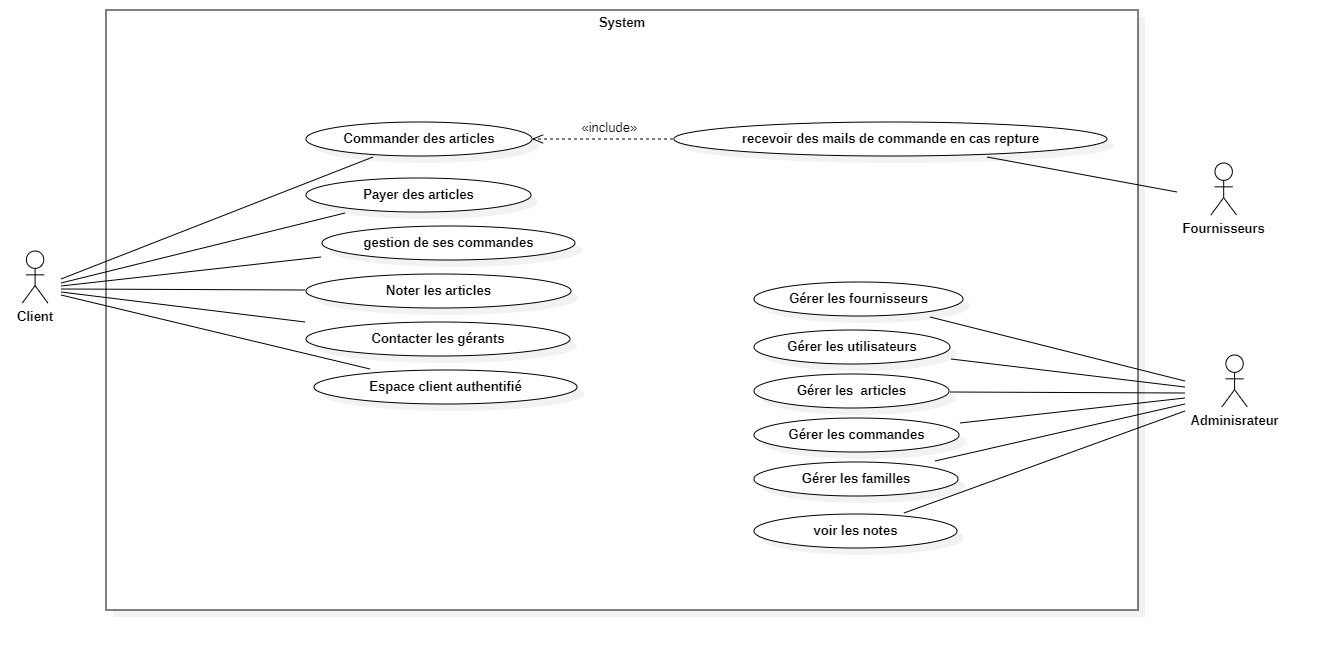 System
Commander des articles
«include»
recevoir des mails de commande en cas repture
Payer des articles
gestion de ses commandes
Noter les articles
Contacter les gérants
Espace client authentifié
Client
Fournisseurs
Gérer les fournisseurs
Gérer les utilisateurs
Gérer les  articles
Gérer les commandes
Gérer les familles
voir les notes
Adminisrateur